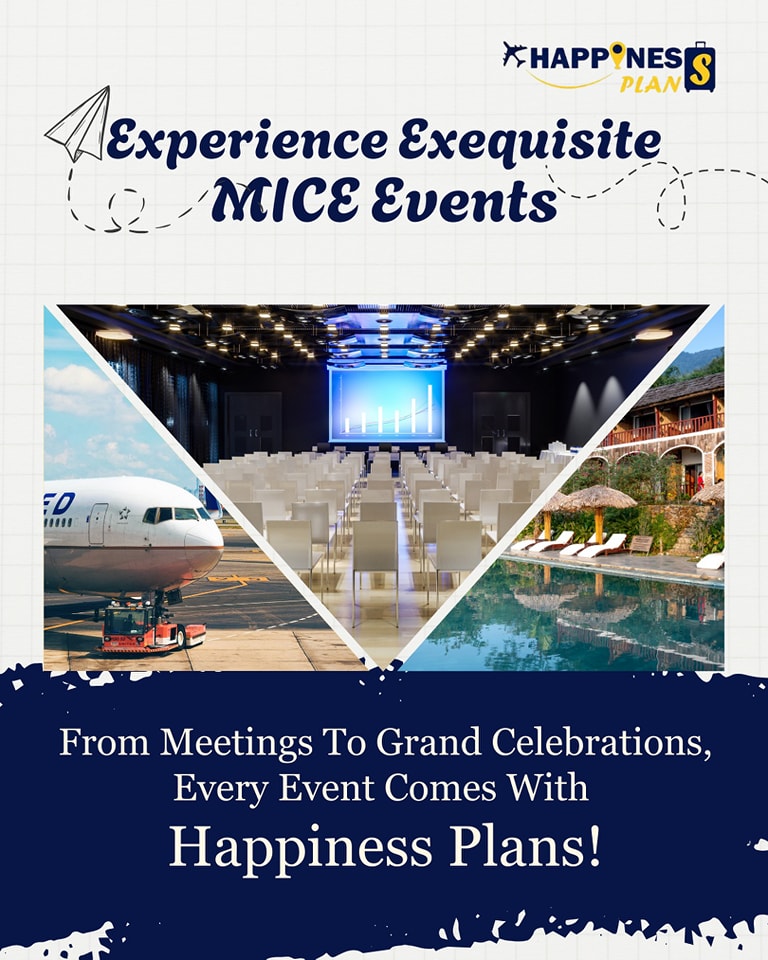 HAPPINESS
PLAN
Experience Exequisite
MICE Events
ED
From Meetings To Grand Celebrations,
Every Event Comes With
Happiness Plans!